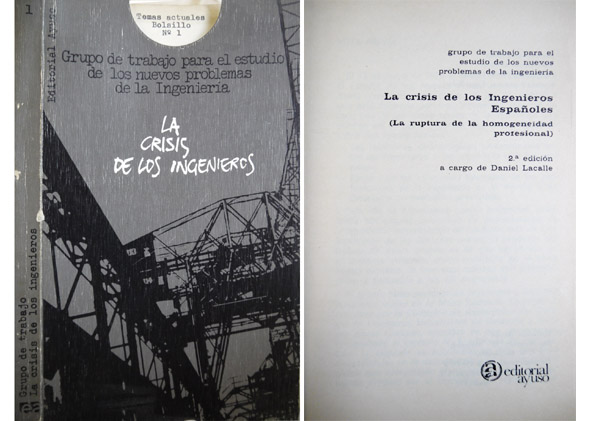 1
Editorial Ayuso
Grupo de trabajo
La crisis de los ingenieros
Temas actuales
Bolsillo
Nº 1
Grupo de trabajo para el estudio
de los nuevos problemas
de la Ingeniería
LA
CRISIS
DE LOS INGENIEROS
grupo de trabajo para el
estudio de los nuevos
problemas de la ingeniería
La crisis de los Ingenieros
Españoles
(La ruptura de la homogeneidad
profesional)
2.ª edición
a cargo de Daniel Lacalle
editorial
ayuso